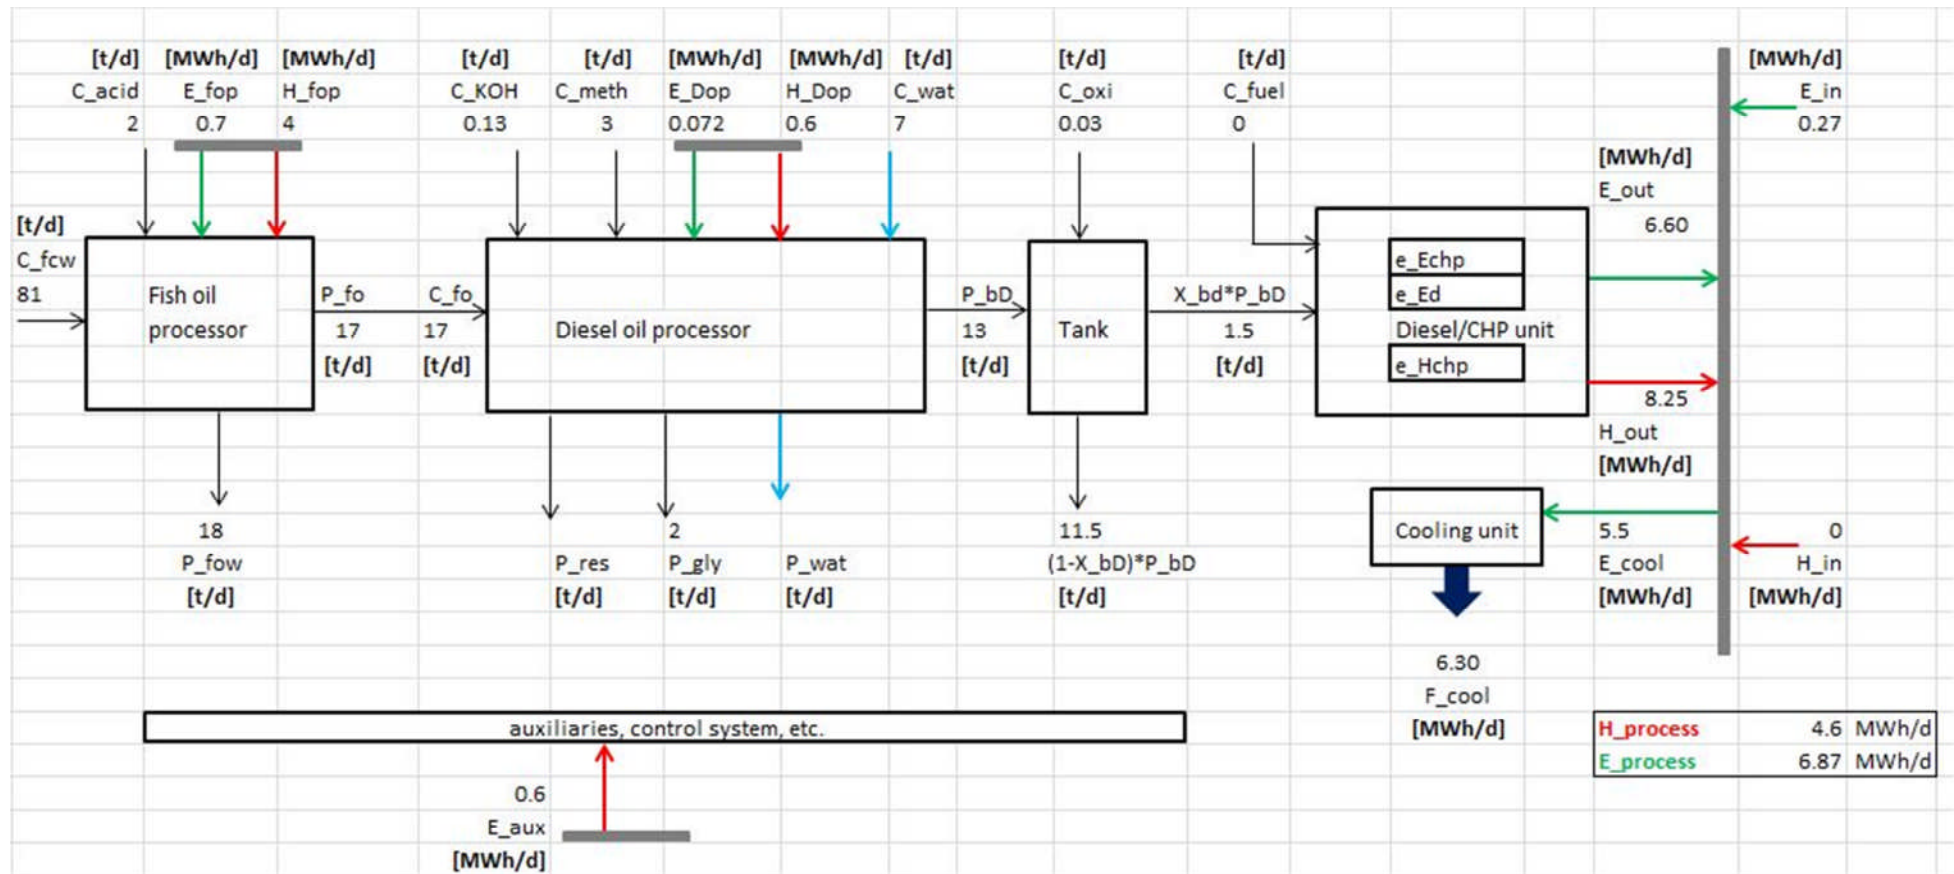 [t/d] [MWh/d] [MWh/d] [t/d] [t/d] [MWh/d] [MWh/d] [t/d] [t/d] [t/d] [MWh/d]
C_acid E_fop H_fop C_KOH C_meth E_Dop H_Dop C_wat C_oxi C_fuel E_in
2 0.7 4 0.13 3 0.072 0.6 7 0.03 0 0.27
[MWh/d]
E_out
[t/d] 6.60
C_fcw e_Echp
81 Fish oil P_fo C_fo P_bD X_bd*P_bD e_Ed
processor 17 17 Diesel oil processor 13 Tank 1.5 Diesel/CHP unit
[t/d] [t/d] [t/d] [t/d] e_Hchp
8.25
H_out
[MWh/d]
18 2 11.5 Cooling unit 5.5 0
P_fow P_res P_gly P_wat (1-X_bD)*P_bD E_cool H_in
[t/d] [t/d] [t/d] [t/d] [t/d] [MWh/d] [MWh/d]
6.30
F_cool
auxiliaries, control system, etc. [MWh/d] H_process 4.6 MWh/d
E_process 6.87 MWh/d
0.6
E_aux
[MWh/d]